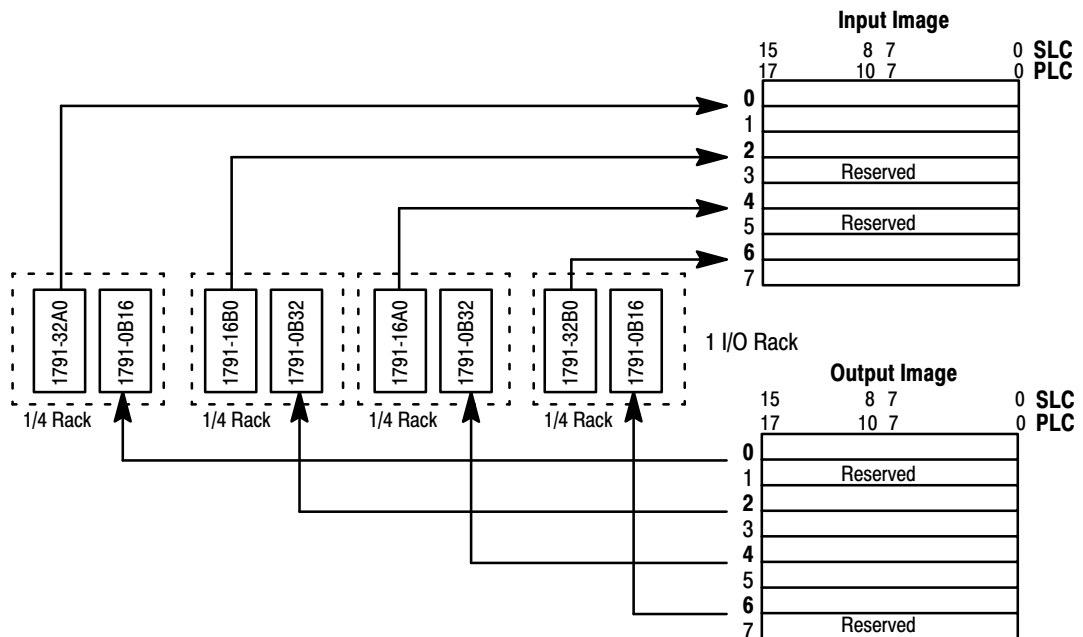 Input Image
15 8 7 0 SLC
17 10 7 0 PLC
0
1
2
3 Reserved
4
5 Reserved
6
7
1791-32A0
1791-0B16
1791-16B0
1791-0B32
1791-16A0
1791-0B32
1791-32B0
1791-0B16
1/4 Rack
1/4 Rack
1/4 Rack
1/4 Rack
1 I/O Rack
Output Image
15 8 7 0 SLC
17 10 7 0 PLC
0
1 Reserved
2
3
4
5
6
7 Reserved